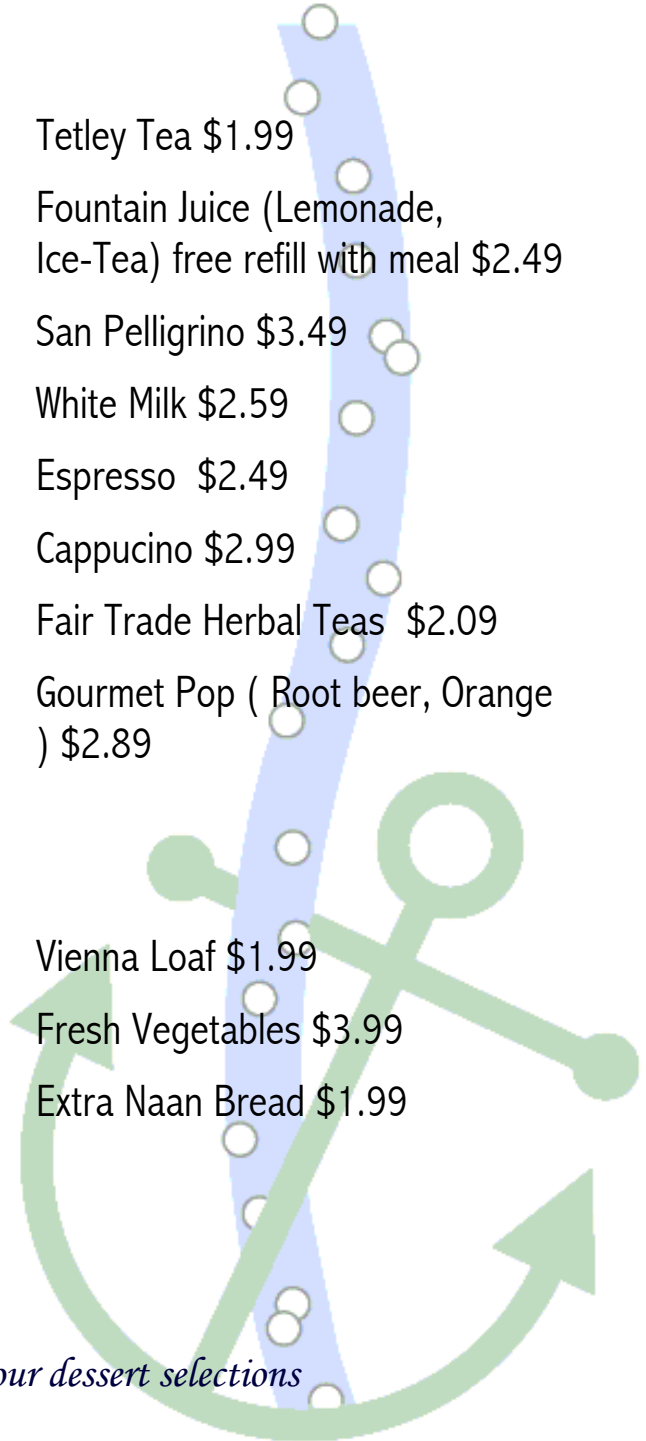 Tetley Tea $1.99
Fountain Juice (Lemonade,
Ice-Tea) free refill with meal $2.49
San Pelligrino $3.49
White Milk $2.59
Espresso  $2.49
Cappucino $2.99
Fair Trade Herbal Teas  $2.09
Gourmet Pop ( Root beer, Orange
) $2.89
Vienna Loaf $1.99
Fresh Vegetables $3.99
Extra Naan Bread $1.99
our dessert selections